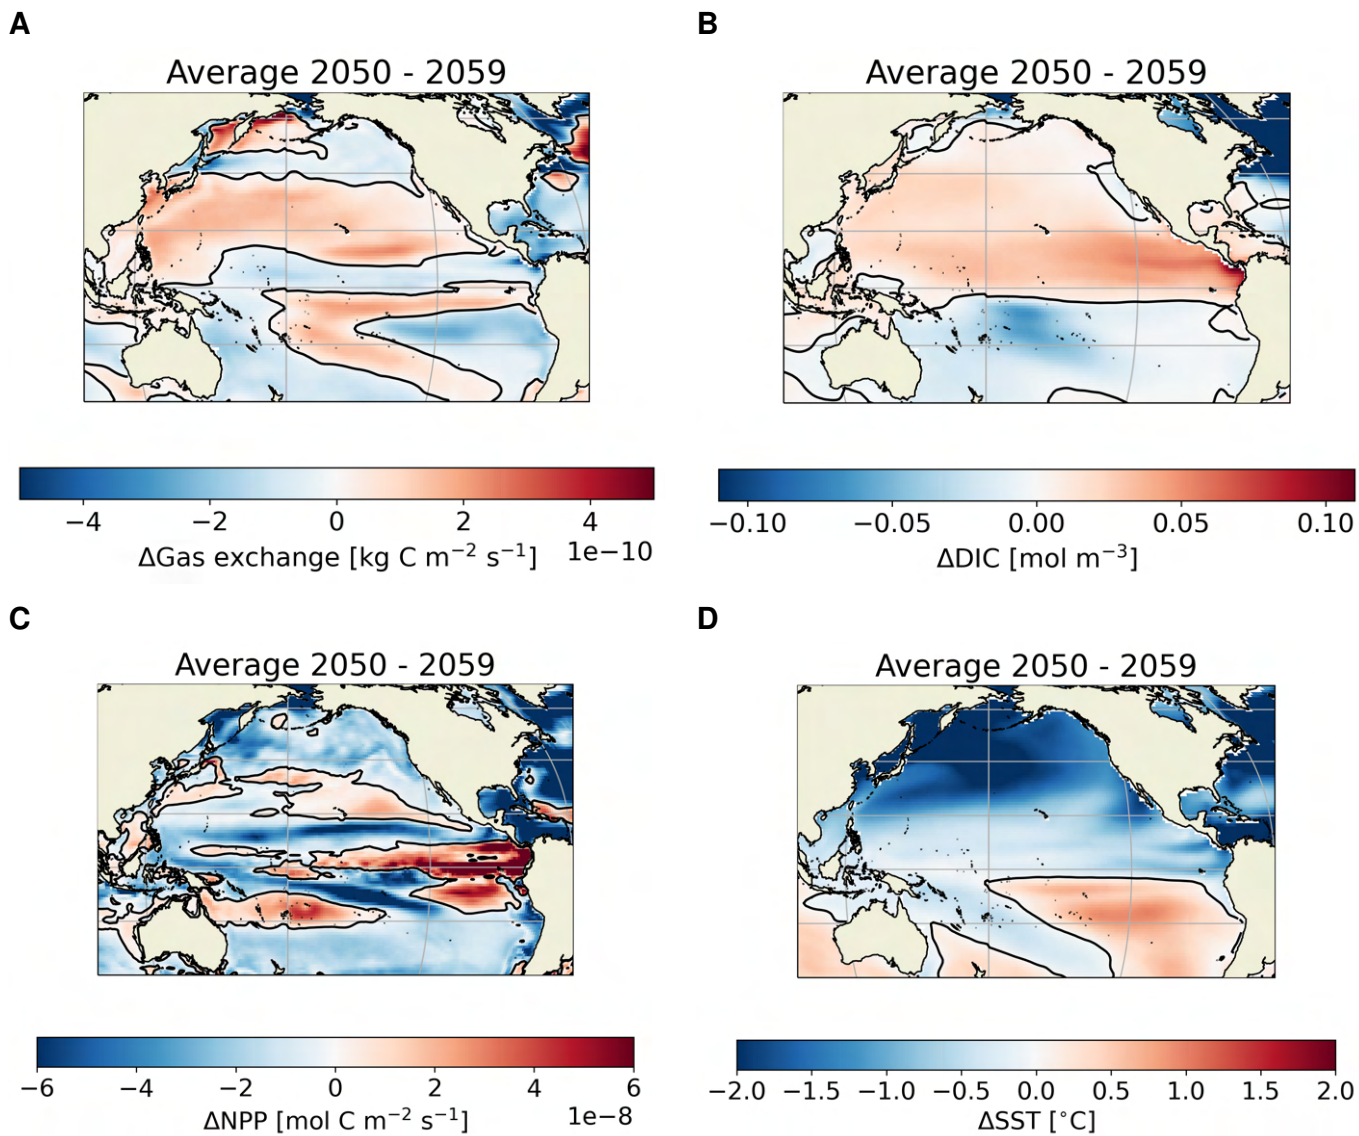 A
B
Average 2050 - 2059
Average 2050 - 2059
−4 −2 0 2 4
1e−10
ΔGas exchange [kg C m⁻² s⁻¹]
−0.10 −0.05 0.00 0.05 0.10
ΔDIC [mol m⁻³]
C
D
Average 2050 - 2059
Average 2050 - 2059
−6 −4 −2 0 2 4 6
1e−8
ΔNPP [mol C m⁻² s⁻¹]
−2.0 −1.5 −1.0 −0.5 0.0 0.5 1.0 1.5 2.0
ΔSST [°C]